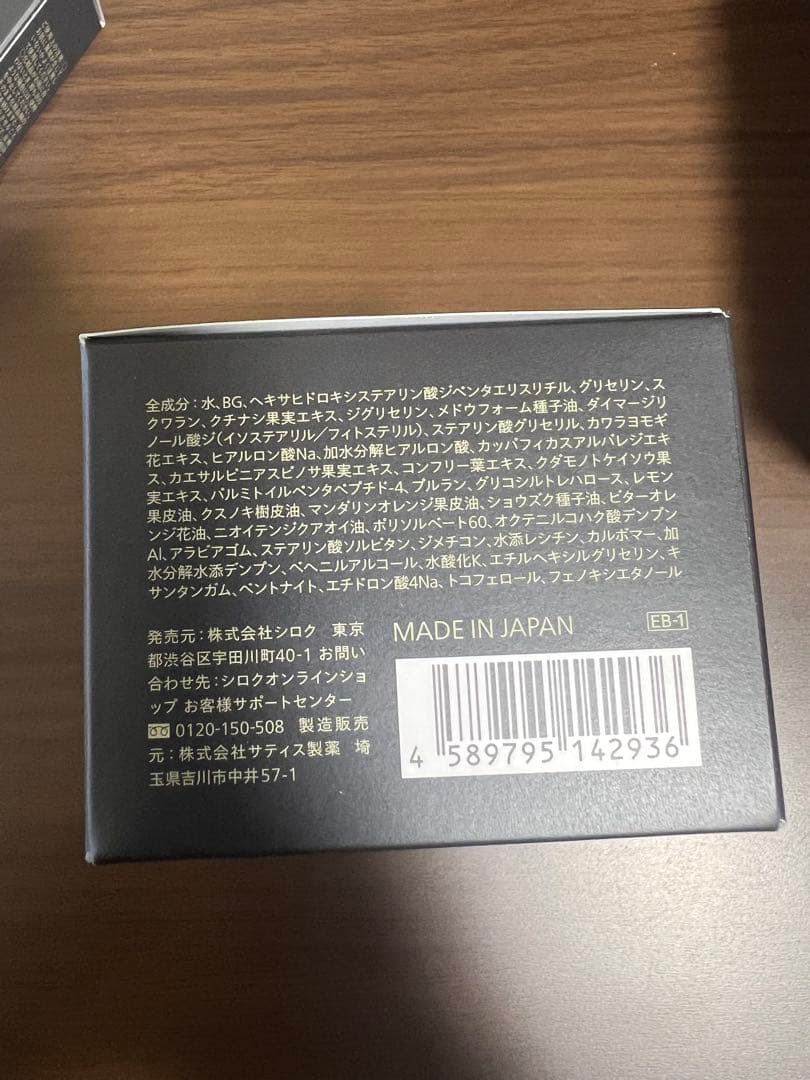 全成分：水、BG、ヘキサヒドロキシステアリン酸ジペンタエリスリチル、グリセリン、ス
クワラン、クチナシ果実エキス、ジグリセリン、メドウフォーム種子油、ダイマージリ
ノール酸ジ(イソステアリル／フィトステリル)、ステアリン酸グリセリル、カワラヨモギ
花エキス、ヒアルロン酸Na、加水分解ヒアルロン酸、カッパフィカスアルバレジエキ
ス、カエサルピニアスピノサ果実エキス、コンフリー葉エキス、クダモノトケイソウ果
実エキス、パルミトイルペンタペプチド-4、プルラン、グリコシルトレハロース、レモン
果皮油、クスノキ樹皮油、マンダリンオレンジ果皮油、ショウズク種子油、ビターオレ
ンジ花油、ニオイテンジクアオイ油、ポリソルベート60、オクテニルコハク酸デンプン
Al、アラビアゴム、ステアリン酸ソルビタン、ジメチコン、水添レシチン、カルボマー、加
水分解水添デンプン、ベヘニルアルコール、水酸化K、エチルヘキシルグリセリン、キ
サンタンガム、ベントナイト、エチドロン酸4Na、トコフェロール、フェノキシエタノール
発売元：株式会社シロク 東京
都渋谷区宇田川町40-1 お問い
合わせ先：シロクオンラインショ
ップ お客様サポートセンター
0120-150-508 製造販売
元：株式会社サティス製薬 埼
玉県吉川市中井57-1
MADE IN JAPAN
EB-1
4 589795 142936